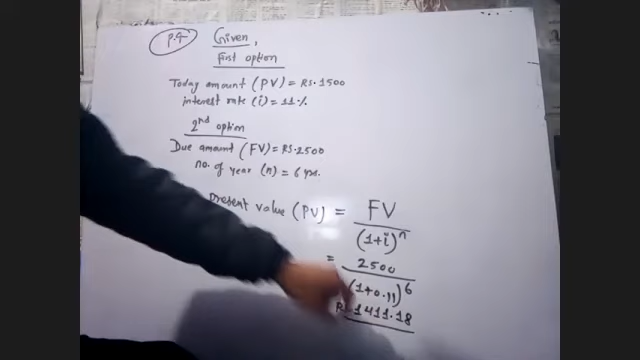 P.4 Given,
First option
Today amount (PV) = RS.1500
interest rate (i) = 11%
2nd option
Due amount (FV) = RS.2500
no. of year (n) = 6 yrs.
Present value (PV) = FV
(1+i)^n
= 2500
(1+0.11)^6
1411.18